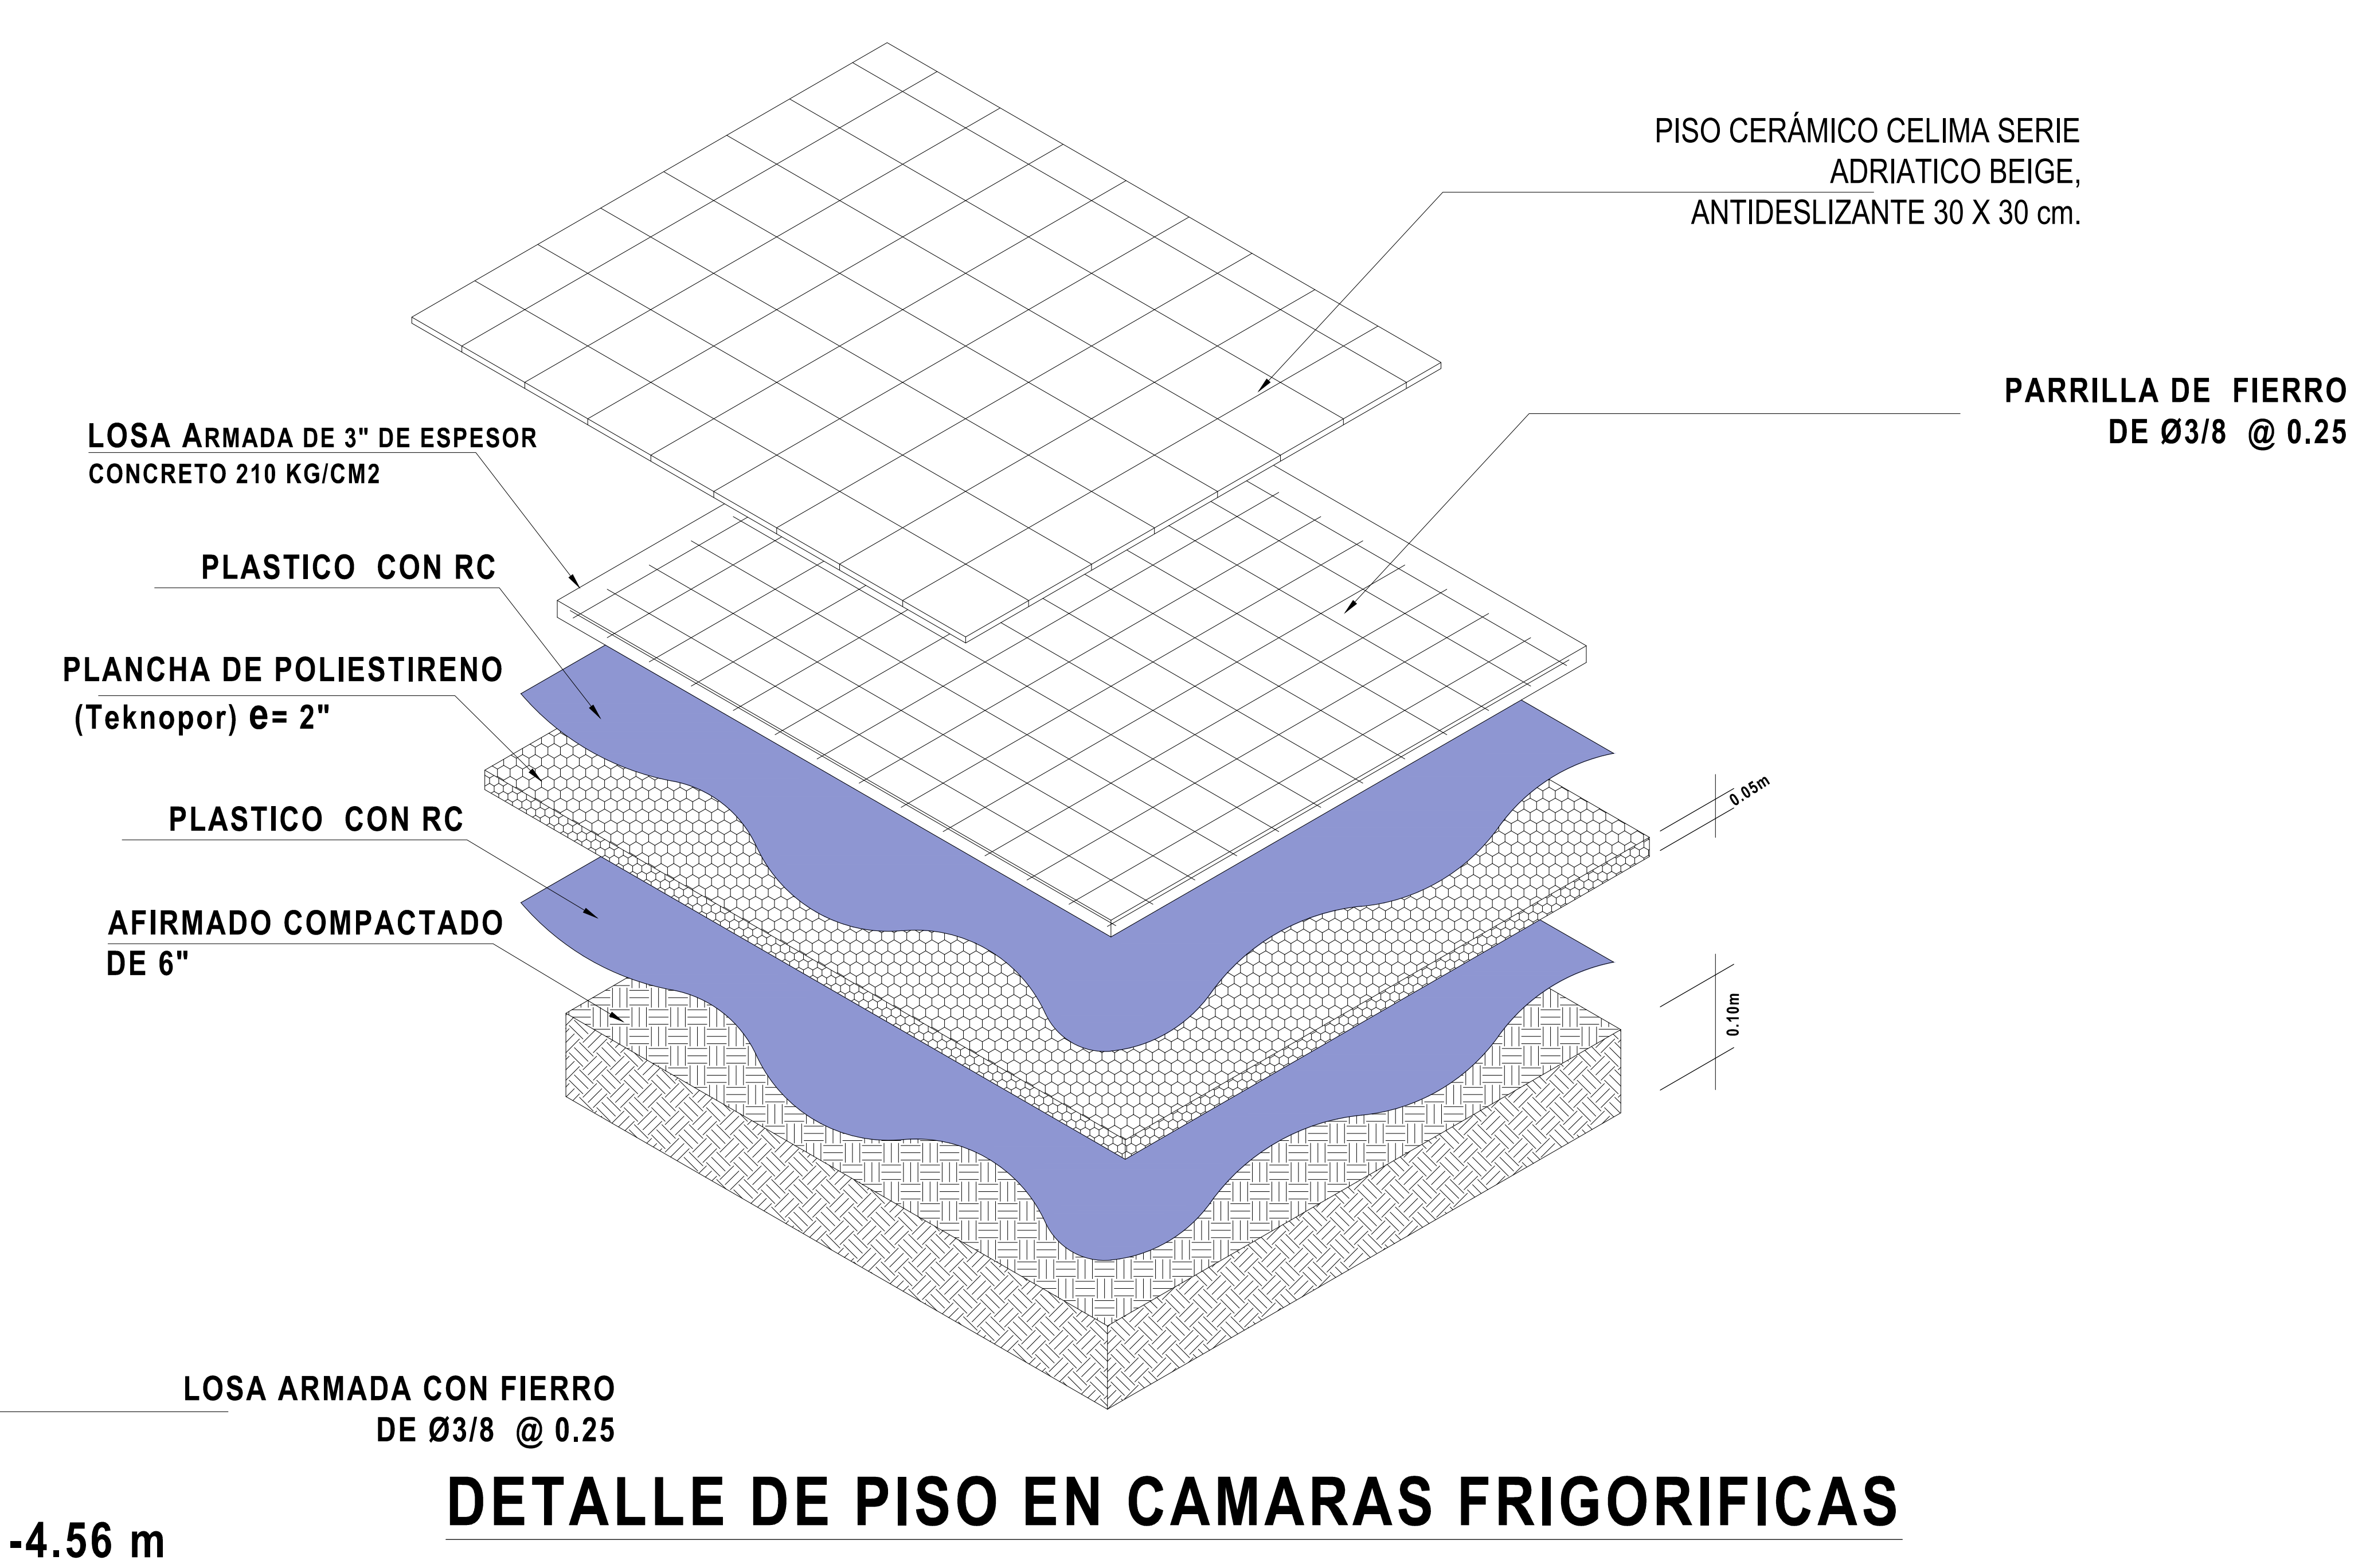 PISO CERÁMICO CELIMA SERIE
ADRIATICO BEIGE,
ANTIDESLIZANTE 30 X 30 cm.
PARRILLA DE FIERRO
DE Ø3/8 @ 0.25
LOSA ARMADA DE 3" DE ESPESOR
CONCRETO 210 KG/CM2
PLASTICO CON RC
PLANCHA DE POLIESTIRENO
(Teknopor) e= 2"
0.05m
PLASTICO CON RC
AFIRMADO COMPACTADO
DE 6"
0.10m
LOSA ARMADA CON FIERRO
DE Ø3/8 @ 0.25
DETALLE DE PISO EN CAMARAS FRIGORIFICAS
-4.56 m